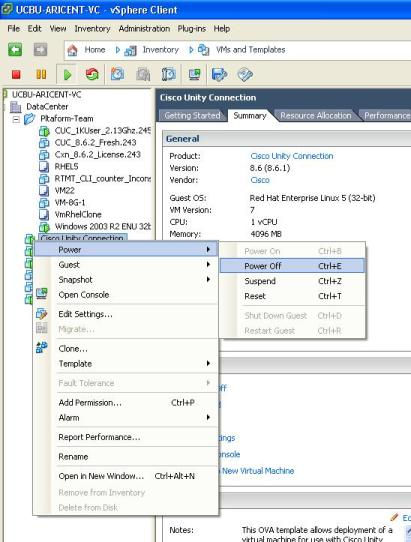 UCBU-ARICENT-VC - vSphere Client
File Edit View Inventory Administration Plug-ins Help
Home Inventory VMs and Templates
UCBU-ARICENT-VC
DataCenter
Pltaform-Team
CUC_1KUser_2.13Ghz.245
CUC_8.6.2_Fresh.243
Cxn_8.6.2_License.243
RHEL5
RTMT_CLI_counter_Incons
VM22
VM-8G-1
VmRhelClone
Windows 2003 R2 ENU 32b
Cisco Unity Connection
Cisco Unity Connection
Getting Started Summary Resource Allocation Performance
General
Product: Cisco Unity Connection
Version: 8.6 (8.6.1)
Vendor: Cisco
Guest OS: Red Hat Enterprise Linux 5 (32-bit)
VM Version: 7
CPU: 1 vCPU
Memory: 4096 MB
Power
Guest
Snapshot
Open Console
Edit Settings...
Migrate...
Clone...
Template
Fault Tolerance
Add Permission... Ctrl+P
Alarm
Report Performance...
Rename
Open in New Window... Ctrl+Alt+N
Remove from Inventory
Delete from Disk
Power On Ctrl+B
Power Off Ctrl+E
Suspend Ctrl+Z
Reset Ctrl+T
Shut Down Guest Ctrl+D
Restart Guest Ctrl+R
ff
ings
onsole
New Virtual Machine
Notes: This OVA template allows deployment of a
virtual machine for use with Cisco Unity